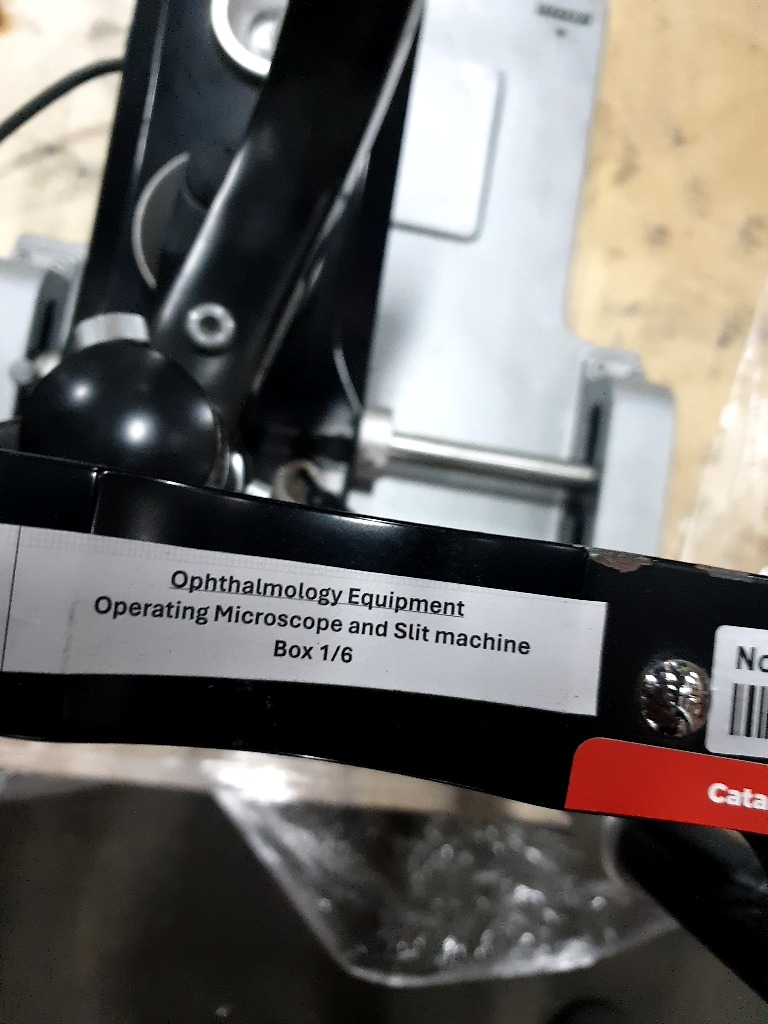 Ophthalmology Equipment
Operating Microscope and Slit machine
Box 1/6